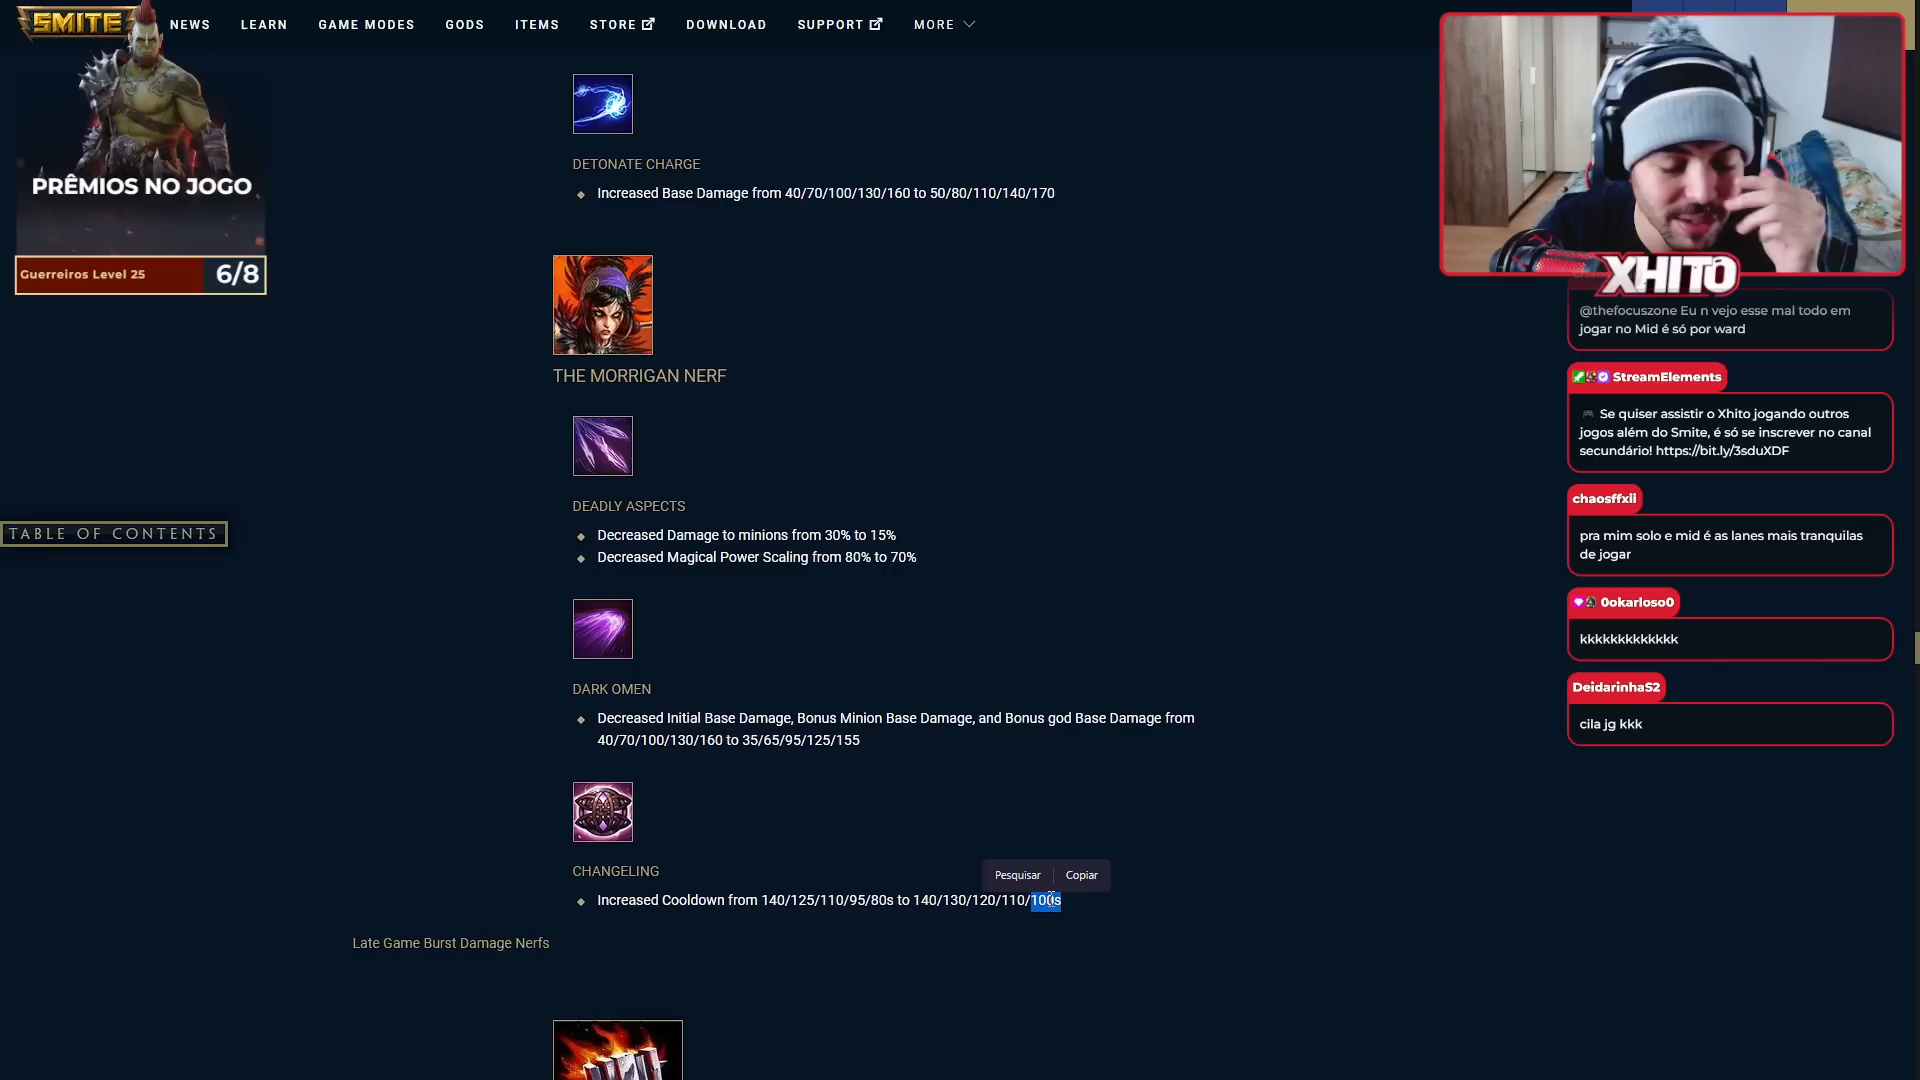 SMITE
NEWS
LEARN
GAME MODES
GODS
ITEMS
STORE
DOWNLOAD
SUPPORT
MORE
PRÊMIOS NO JOGO
Guerreiros Level 25
6/8
TABLE OF CONTENTS
DETONATE CHARGE
Increased Base Damage from 40/70/100/130/160 to 50/80/110/140/170
THE MORRIGAN NERF
DEADLY ASPECTS
Decreased Damage to minions from 30% to 15%
Decreased Magical Power Scaling from 80% to 70%
DARK OMEN
Decreased Initial Base Damage, Bonus Minion Base Damage, and Bonus god Base Damage from
40/70/100/130/160 to 35/65/95/125/155
CHANGELING
Pesquisar
Copiar
Increased Cooldown from 140/125/110/95/80s to 140/130/120/110/100s
Late Game Burst Damage Nerfs
XHITO
@thefocuszone Eu n vejo esse mal todo em
jogar no Mid é só por ward
StreamElements
Se quiser assistir o Xhito jogando outros
jogos além do Smite, é só se inscrever no canal
secundário! https://bit.ly/3sduXDF
chaosffxii
pra mim solo e mid é as lanes mais tranquilas
de jogar
0okarloso0
kkkkkkkkkkkkk
DeidarinhaS2
cila jg kkk